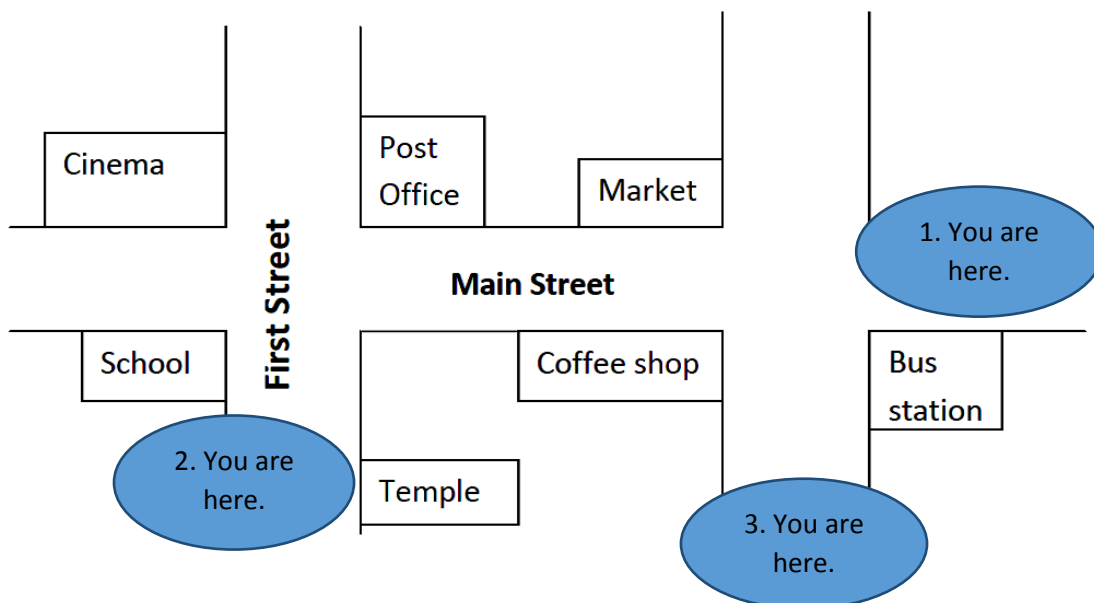 Cinema
Post
Office
Market
1. You are
here.
First Street
Main Street
School
Coffee shop
Bus
station
2. You are
here.
Temple
3. You are
here.